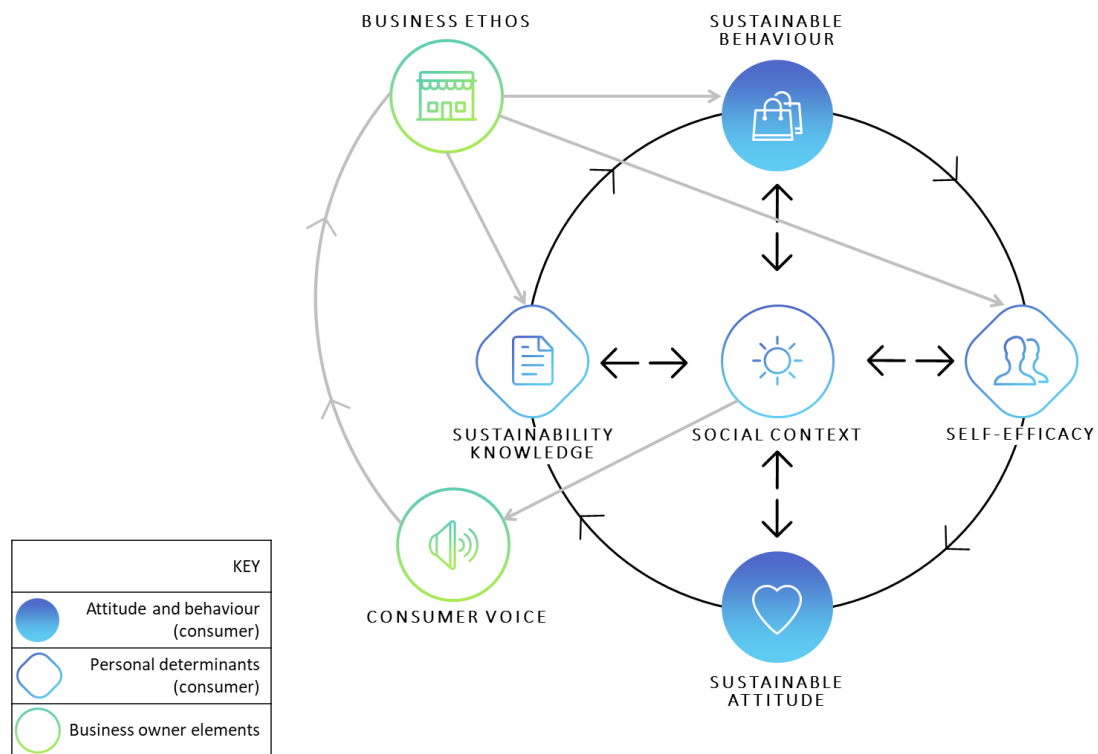 BUSINESS ETHOS
SUSTAINABLE
BEHAVIOUR
SUSTAINABILITY
KNOWLEDGE
SOCIAL CONTEXT
SELF-EFFICACY
CONSUMER VOICE
SUSTAINABLE
ATTITUDE
KEY
Attitude and behaviour
(consumer)
Personal determinants
(consumer)
Business owner elements